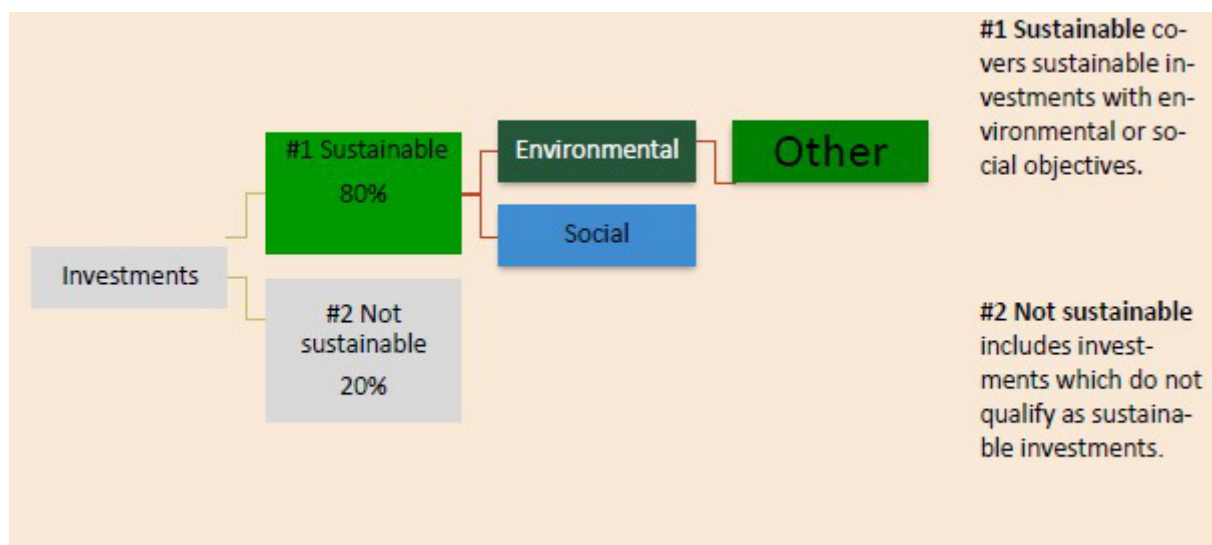 #1 Sustainable co-
vers sustainable in-
vestments with en-
vironmental or so-
cial objectives.
#1 Sustainable
80%
Environmental
Other
Social
Investments
#2 Not
sustainable
20%
#2 Not sustainable
includes invest-
ments which do not
qualify as sustaina-
ble investments.